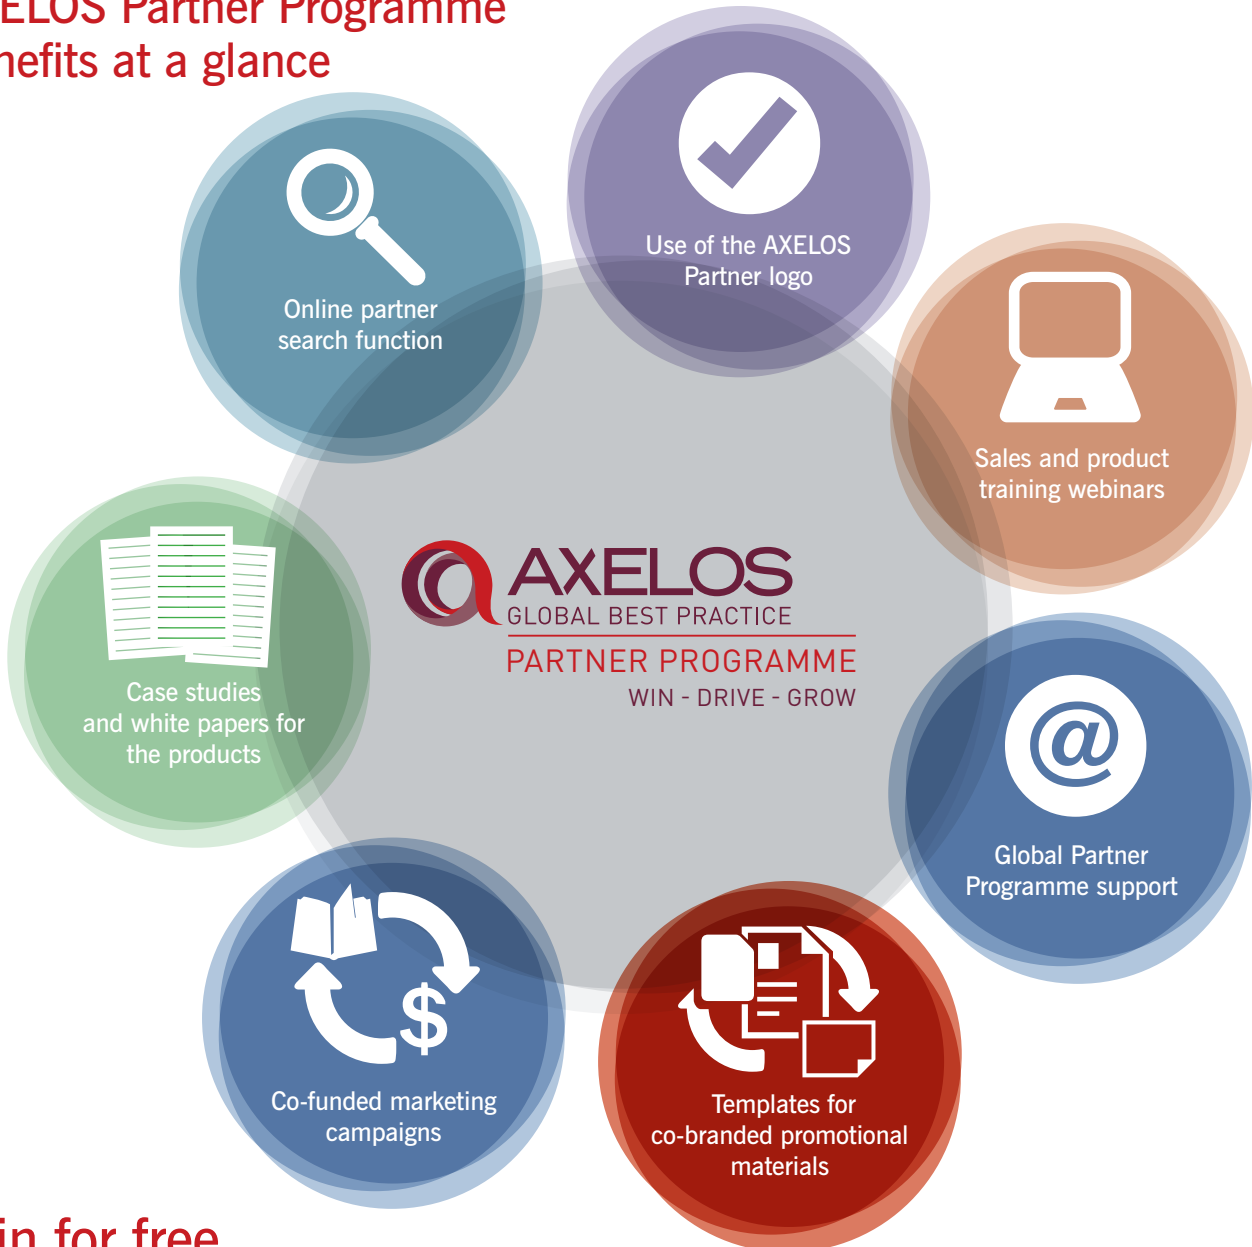 ELOS Partner Programme
nefits at a glance
Use of the AXELOS
Partner logo
Online partner
search function
Sales and product
training webinars
AXELOS
GLOBAL BEST PRACTICE
PARTNER PROGRAMME
WIN - DRIVE - GROW
Case studies
and white papers for
the products
@
Global Partner
Programme support
$
Co-funded marketing
campaigns
Templates for
co-branded promotional
materials
in for free